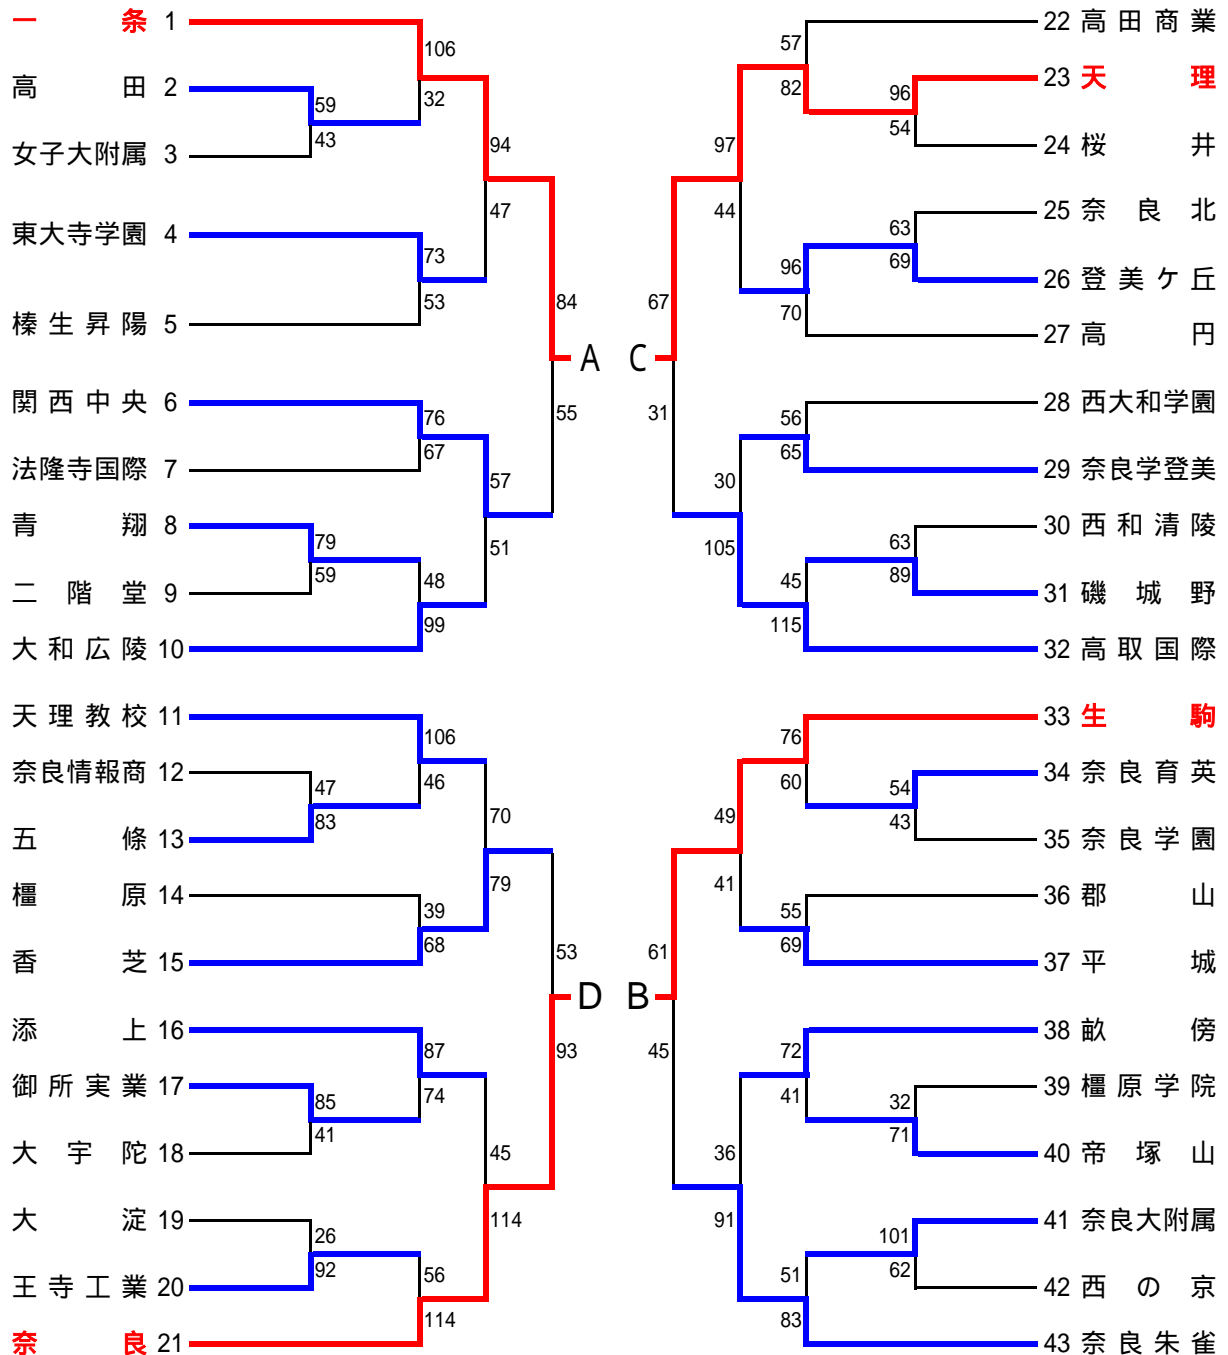 一条 1
106
高田 2
59
32
43
女子大附属 3
94
47
東大寺学園 4
73
53
榛生昇陽 5
84
A
55
関西中央 6
76
67
法隆寺国際 7
57
51
青翔 8
79
59
二階堂 9
48
99
大和広陵 10
天理教校 11
106
46
奈良情報商 12
47
83
五條 13
70
79
橿原 14
39
68
香芝 15
53
D
93
添上 16
87
74
御所実業 17
85
41
大宇陀 18
45
114
大淀 19
26
92
王寺工業 20
56
114
奈良 21
22 高田商業
57
82
23 天理
96
54
24 桜井
97
44
25 奈良北
63
69
26 登美ケ丘
96
70
27 高円
67
C
31
28 西大和学園
56
65
29 奈良学登美
30
105
30 西和清陵
63
89
31 磯城野
45
115
32 高取国際
33 生駒
76
60
34 奈良育英
54
43
35 奈良学園
49
41
36 郡山
55
69
37 平城
61
B
45
38 畝傍
72
41
39 橿原学院
32
71
40 帝塚山
36
91
41 奈良大附属
101
62
42 西の京
51
83
43 奈良朱雀